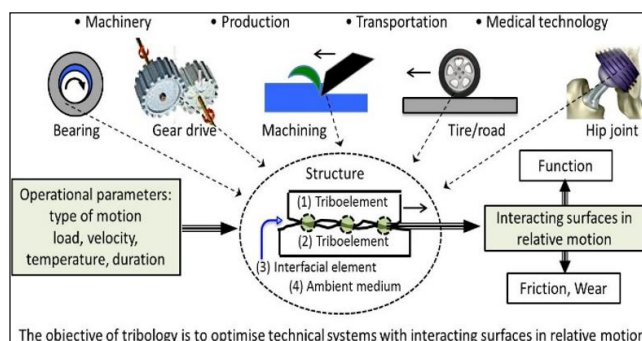 • Machinery • Production • Transportation • Medical technology
Bearing Gear drive Machining Tire/road Hip joint
Structure
Function
Operational parameters:
type of motion
load, velocity,
temperature, duration
(1) Triboelement
(2) Triboelement
(3) Interfacial element
(4) Ambient medium
Interacting surfaces in
relative motion
Friction, Wear
The objective of tribology is to optimise technical systems with interacting surfaces in relative motion